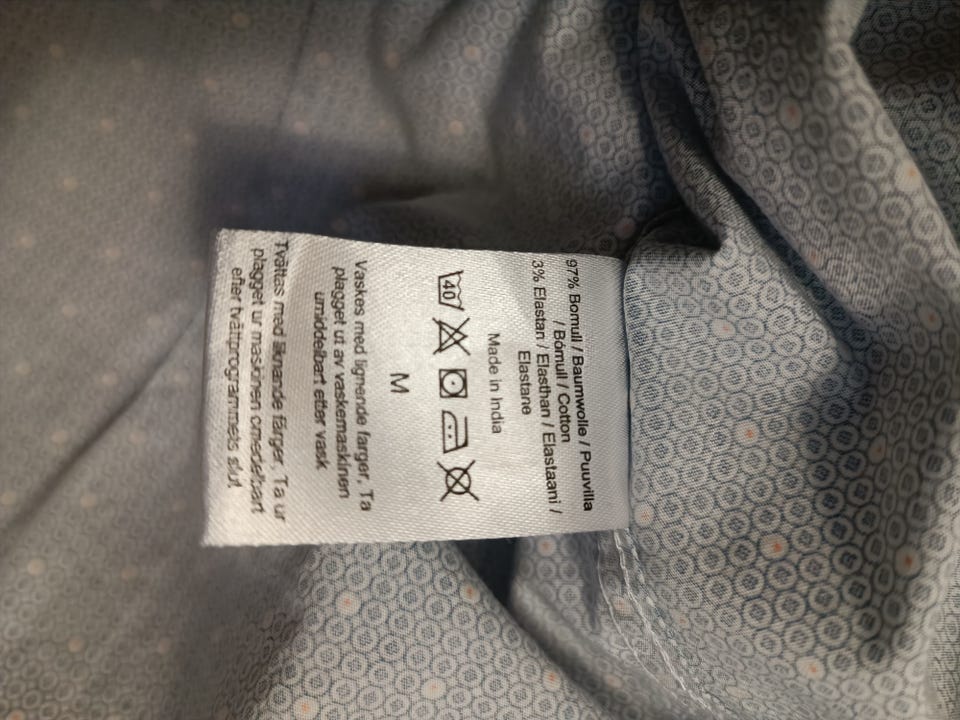 97% Bomull / Baumwolle / Puuvilla
/ Bómull / Cotton
3% Elastan / Elasthan / Elastaani /
Elastane
Made in India
40
M
Vaskes med lignende farger. Ta
plagget ut av vaskemaskinen
umiddelbart etter vask
Tvättas med liknande färger. Ta ur
plagget ur maskinen omedelbart
efter tvättprogrammets slut